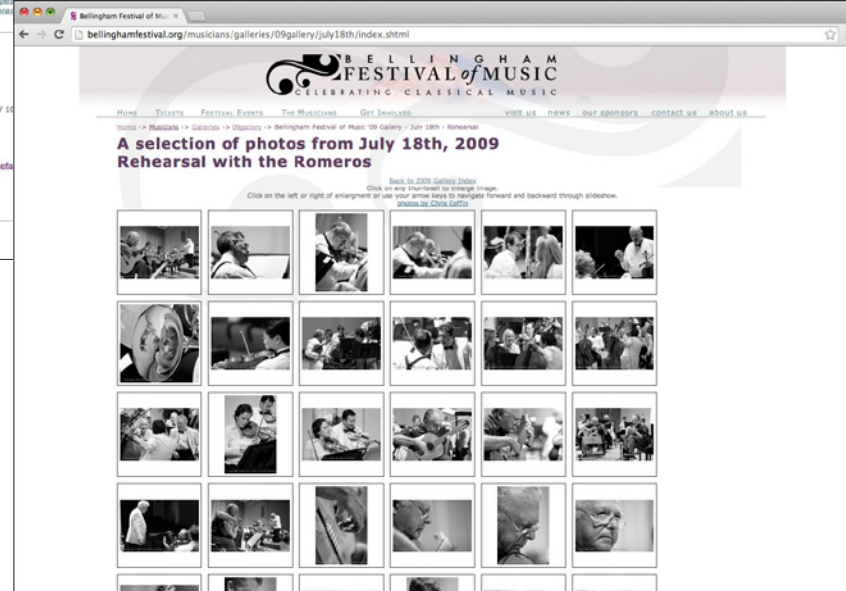 Bellingham Festival of Mus
bellinghamfestival.org/musicians/galleries/09gallery/july18th/index.shtml
BELLINGHAM
FESTIVAL of MUSIC
CELEBRATING CLASSICAL MUSIC
HOME TICKETS FESTIVAL EVENTS THE MUSICIANS GET INVOLVED visit us news our sponsors contact us about us
Home -> Musicians -> Galleries -> 09gallery -> Bellingham Festival of Music '09 Gallery - July 18th - Rehearsal
A selection of photos from July 18th, 2009
Rehearsal with the Romeros
Back to 2009 Gallery Index
Click on any thumbnail to enlarge image.
Click on the left or right of enlargment or use your arrow keys to navigate forward and backward through slideshow.
photos by Chris Goffin